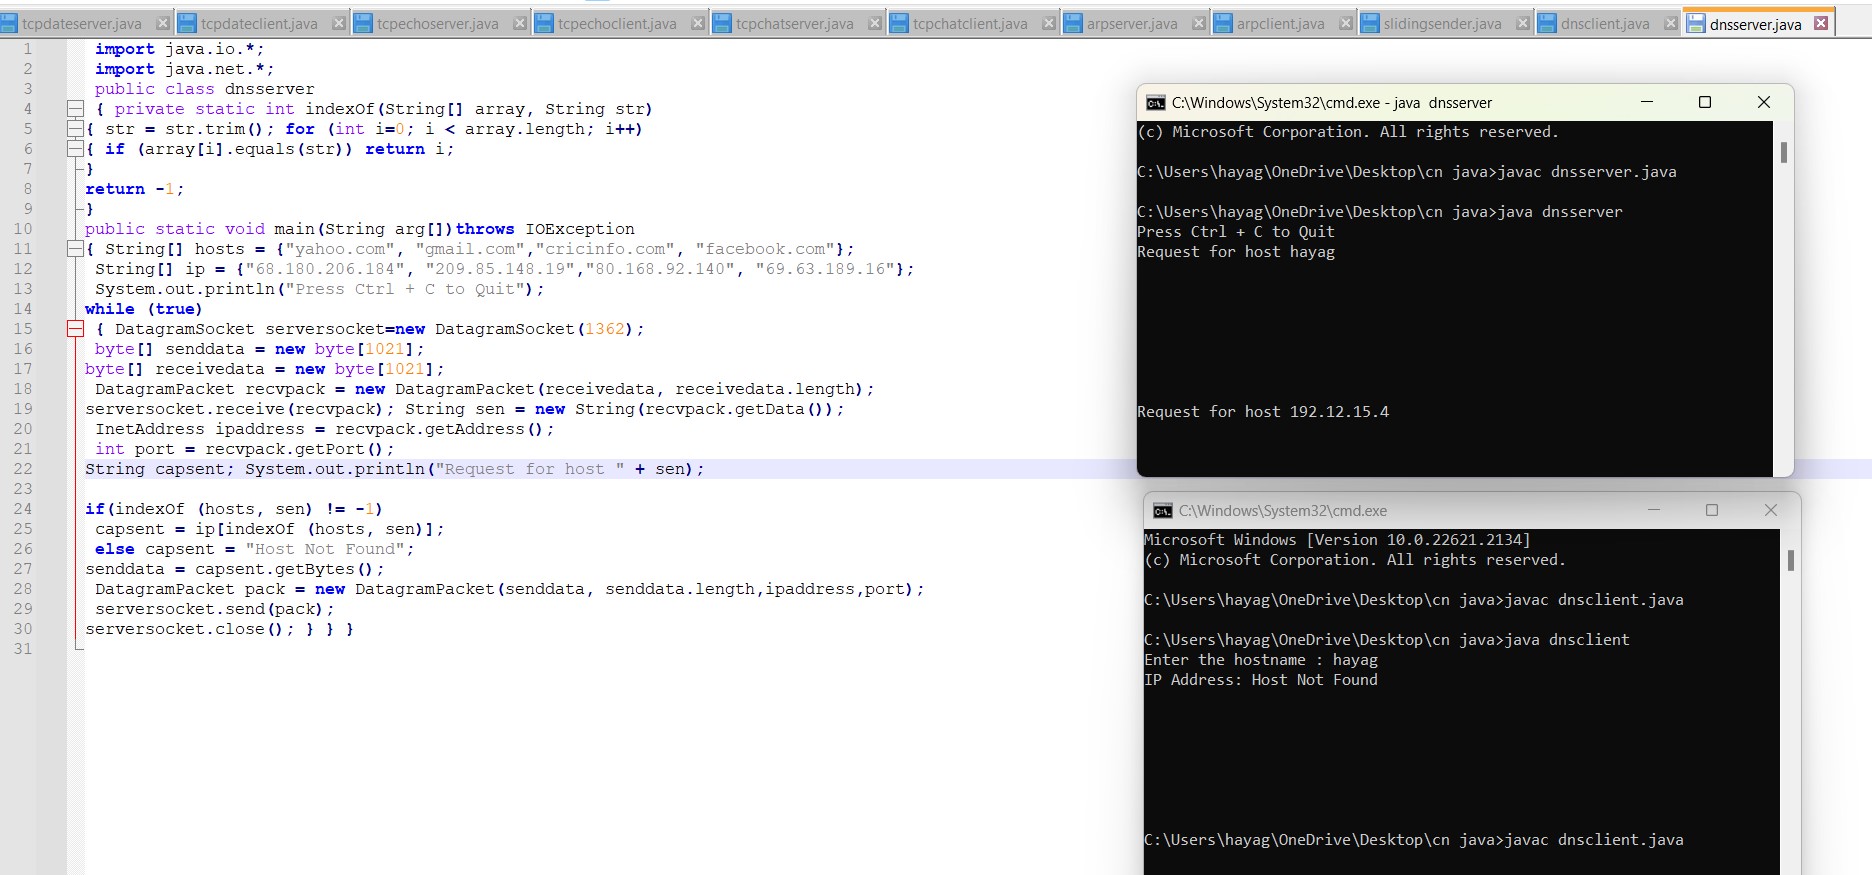 tcpdateserver.java tcpdateclient.java tcpechoserver.java tcpechoclient.java tcpchatserver.java tcpchatclient.java arpserver.java arpclient.java slidingsender.java dnsclient.java dnsserver.java
1 import java.io.*;
2 import java.net.*;
3 public class dnsserver
4 { private static int indexOf(String[] array, String str)
5 { str = str.trim(); for (int i=0; i < array.length; i++)
6 { if (array[i].equals(str)) return i;
7 }
8 return -1;
9 }
10 public static void main(String arg[])throws IOException
11 { String[] hosts = {"yahoo.com", "gmail.com","cricinfo.com", "facebook.com"};
12 String[] ip = {"68.180.206.184", "209.85.148.19","80.168.92.140", "69.63.189.16"};
13 System.out.println("Press Ctrl + C to Quit");
14 while (true)
15 { DatagramSocket serversocket=new DatagramSocket(1362);
16 byte[] senddata = new byte[1021];
17 byte[] receivedata = new byte[1021];
18 DatagramPacket recvpack = new DatagramPacket(receivedata, receivedata.length);
19 serversocket.receive(recvpack); String sen = new String(recvpack.getData());
20 InetAddress ipaddress = recvpack.getAddress();
21 int port = recvpack.getPort();
22 String capsent; System.out.println("Request for host " + sen);
23
24 if(indexOf (hosts, sen) != -1)
25 capsent = ip[indexOf (hosts, sen)];
26 else capsent = "Host Not Found";
27 senddata = capsent.getBytes();
28 DatagramPacket pack = new DatagramPacket(senddata, senddata.length,ipaddress,port);
29 serversocket.send(pack);
30 serversocket.close(); } } }
31
C:\Windows\System32\cmd.exe - java dnsserver
(c) Microsoft Corporation. All rights reserved.
C:\Users\hayag\OneDrive\Desktop\cn java>javac dnsserver.java
C:\Users\hayag\OneDrive\Desktop\cn java>java dnsserver
Press Ctrl + C to Quit
Request for host hayag
Request for host 192.12.15.4
C:\Windows\System32\cmd.exe
Microsoft Windows [Version 10.0.22621.2134]
(c) Microsoft Corporation. All rights reserved.
C:\Users\hayag\OneDrive\Desktop\cn java>javac dnsclient.java
C:\Users\hayag\OneDrive\Desktop\cn java>java dnsclient
Enter the hostname : hayag
IP Address: Host Not Found
C:\Users\hayag\OneDrive\Desktop\cn java>javac dnsclient.java